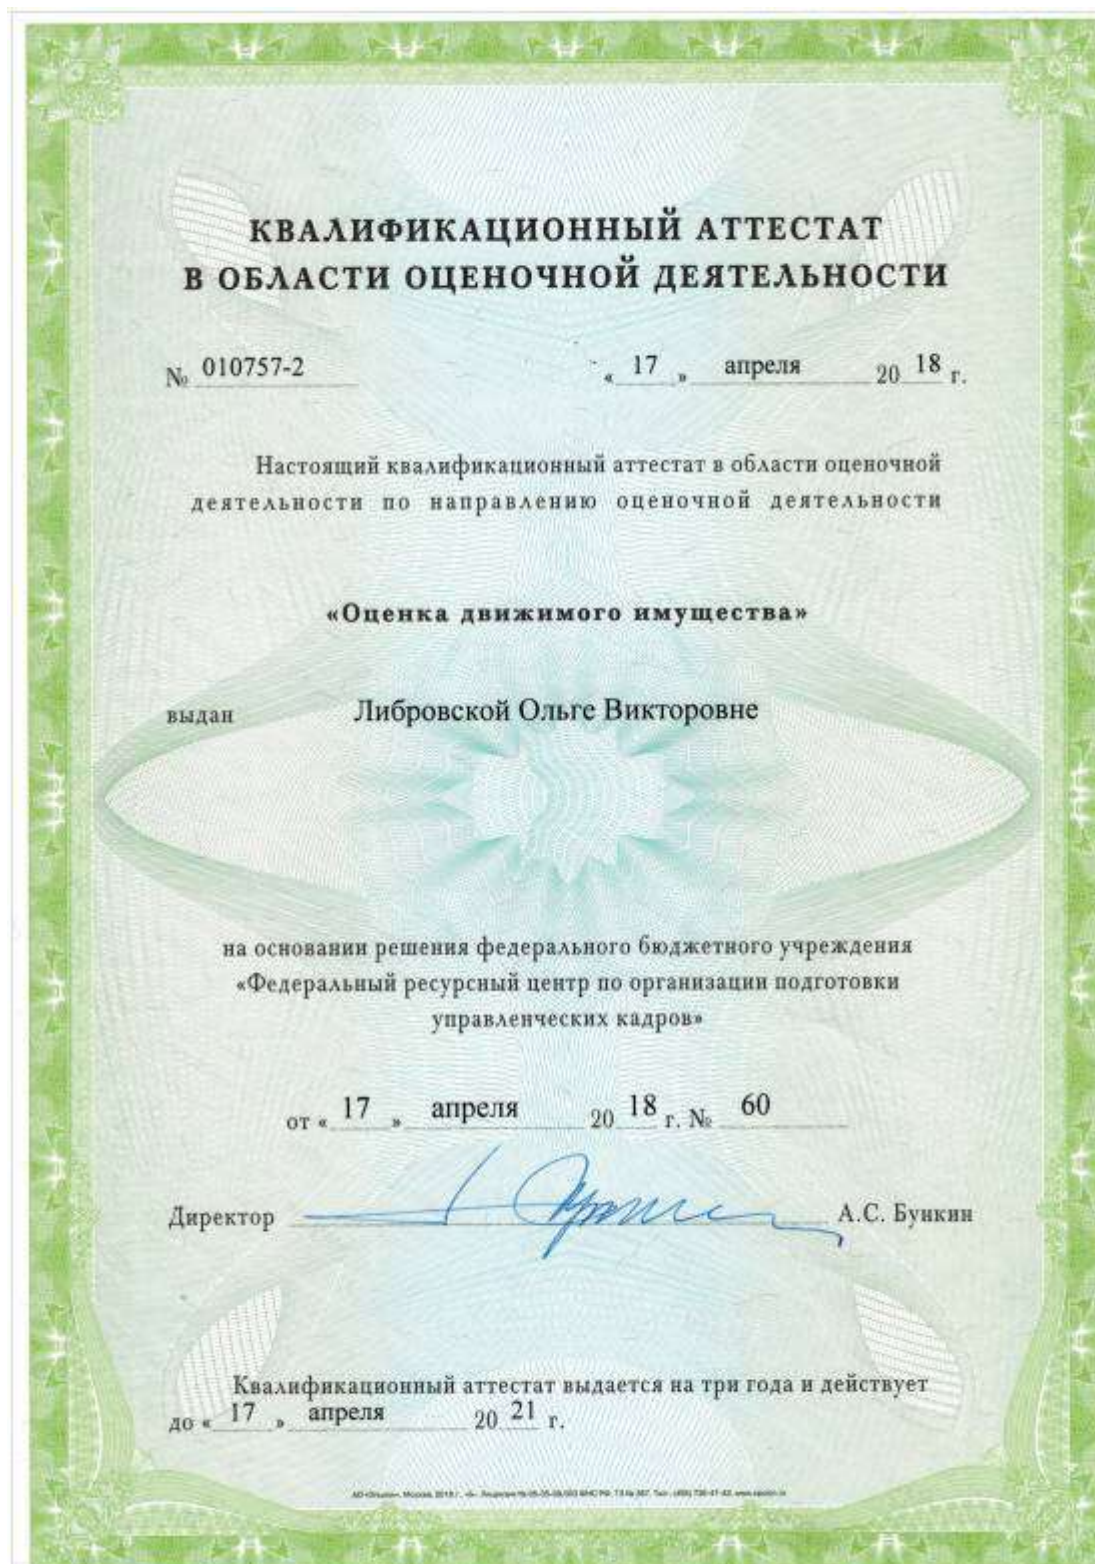 КВАЛИФИКАЦИОННЫЙ АТТЕСТАТ
В ОБЛАСТИ ОЦЕНОЧНОЙ ДЕЯТЕЛЬНОСТИ
№ 010757-2 « 17 » апреля 20 18 г.
Настоящий квалификационный аттестат в области оценочной
деятельности по направлению оценочной деятельности
«Оценка движимого имущества»
выдан Либровской Ольге Викторовне
на основании решения федерального бюджетного учреждения
«Федеральный ресурсный центр по организации подготовки
управленческих кадров»
от « 17 » апреля 20 18 г. № 60
Директор А.С. Бункин
Квалификационный аттестат выдается на три года и действует
до « 17 » апреля 20 21 г.